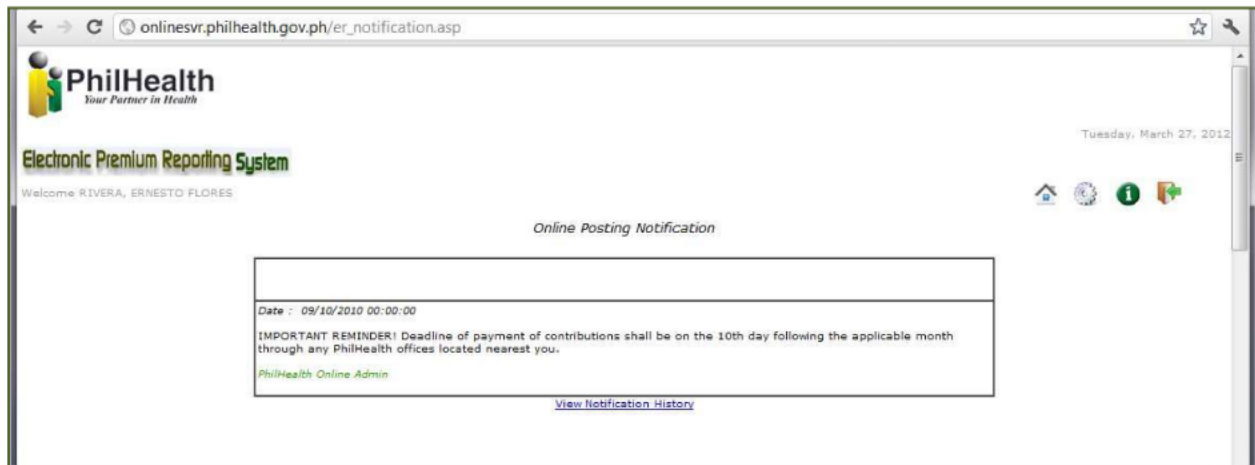 onlinesvr.philhealth.gov.ph/er_notification.asp
PhilHealth
Your Partner in Health
Tuesday, March 27, 2012
Electronic Premium Reporting System
Welcome RIVERA, ERNESTO FLORES
Online Posting Notification
Date : 09/10/2010 00:00:00
IMPORTANT REMINDER! Deadline of payment of contributions shall be on the 10th day following the applicable month
through any PhilHealth offices located nearest you.
PhilHealth Online Admin
View Notification History